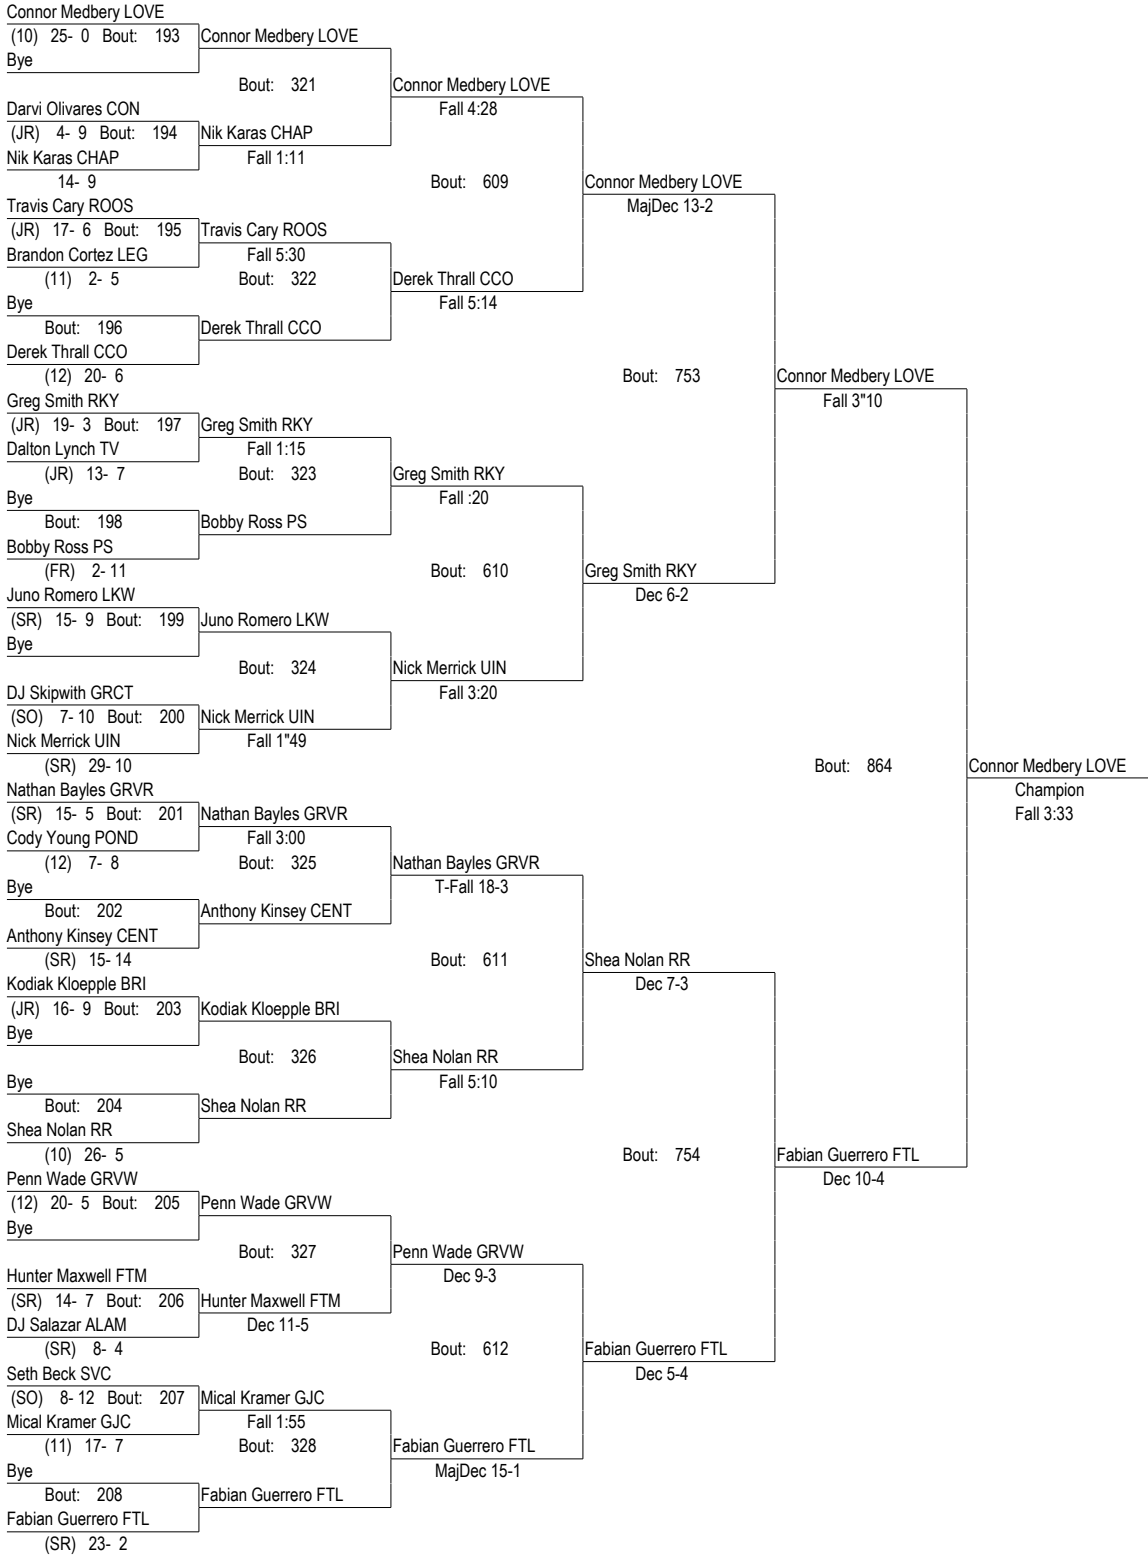 Connor Medbery LOVE
(10) 25- 0 Bout: 193 Connor Medbery LOVE
Bye
Bout: 321 Connor Medbery LOVE
Darvi Olivares CON Fall 4:28
(JR) 4- 9 Bout: 194 Nik Karas CHAP
Nik Karas CHAP Fall 1:11
14- 9 Bout: 609 Connor Medbery LOVE
Travis Cary ROOS MajDec 13-2
(JR) 17- 6 Bout: 195 Travis Cary ROOS
Brandon Cortez LEG Fall 5:30
(11) 2- 5 Bout: 322 Derek Thrall CCO
Bye Fall 5:14
Bout: 196 Derek Thrall CCO
Derek Thrall CCO
(12) 20- 6 Bout: 753 Connor Medbery LOVE
Greg Smith RKY Fall 3"10
(JR) 19- 3 Bout: 197 Greg Smith RKY
Dalton Lynch TV Fall 1:15
(JR) 13- 7 Bout: 323 Greg Smith RKY
Bye Fall :20
Bout: 198 Bobby Ross PS
Bobby Ross PS
(FR) 2- 11 Bout: 610 Greg Smith RKY
Juno Romero LKW Dec 6-2
(SR) 15- 9 Bout: 199 Juno Romero LKW
Bye
Bout: 324 Nick Merrick UIN
DJ Skipwith GRCT Fall 3:20
(SO) 7- 10 Bout: 200 Nick Merrick UIN
Nick Merrick UIN Fall 1"49
(SR) 29- 10 Bout: 864 Connor Medbery LOVE
Nathan Bayles GRVR Champion
(SR) 15- 5 Bout: 201 Nathan Bayles GRVR Fall 3:33
Cody Young POND Fall 3:00
(12) 7- 8 Bout: 325 Nathan Bayles GRVR
Bye T-Fall 18-3
Bout: 202 Anthony Kinsey CENT
Anthony Kinsey CENT
(SR) 15- 14 Bout: 611 Shea Nolan RR
Kodiak Kloepple BRI Dec 7-3
(JR) 16- 9 Bout: 203 Kodiak Kloepple BRI
Bye
Bout: 326 Shea Nolan RR
Bye Fall 5:10
Bout: 204 Shea Nolan RR
Shea Nolan RR
(10) 26- 5 Bout: 754 Fabian Guerrero FTL
Penn Wade GRVW Dec 10-4
(12) 20- 5 Bout: 205 Penn Wade GRVW
Bye
Bout: 327 Penn Wade GRVW
Hunter Maxwell FTM Dec 9-3
(SR) 14- 7 Bout: 206 Hunter Maxwell FTM
DJ Salazar ALAM Dec 11-5
(SR) 8- 4 Bout: 612 Fabian Guerrero FTL
Seth Beck SVC Dec 5-4
(SO) 8- 12 Bout: 207 Mical Kramer GJC
Mical Kramer GJC Fall 1:55
(11) 17- 7 Bout: 328 Fabian Guerrero FTL
Bye MajDec 15-1
Bout: 208 Fabian Guerrero FTL
Fabian Guerrero FTL
(SR) 23- 2